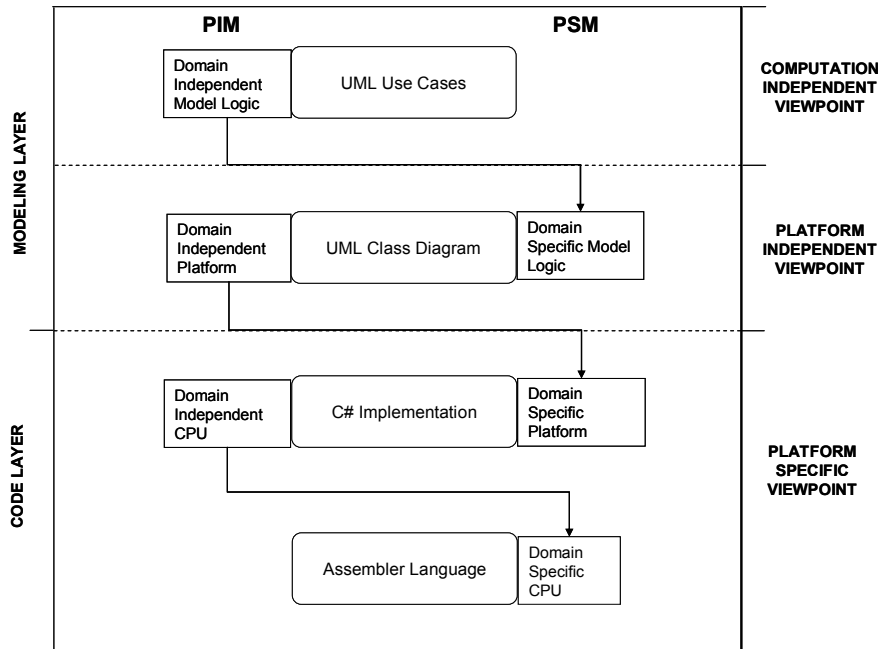 PIM
PSM
Domain
Independent
Model Logic
UML Use Cases
COMPUTATION
INDEPENDENT
VIEWPOINT
MODELING LAYER
Domain
Independent
Platform
UML Class Diagram
Domain
Specific Model
Logic
PLATFORM
INDEPENDENT
VIEWPOINT
Domain
Independent
CPU
C# Implementation
Domain
Specific
Platform
CODE LAYER
PLATFORM
SPECIFIC
VIEWPOINT
Assembler Language
Domain
Specific
CPU